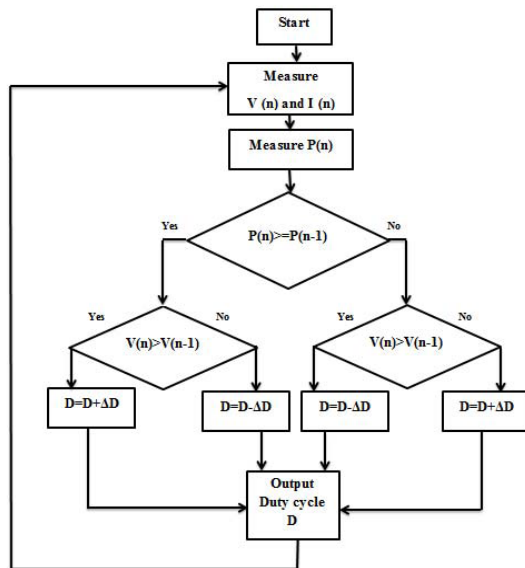 Start
Measure
V (n) and I (n)
Measure P(n)
Yes
No
P(n)>=P(n-1)
Yes
No
Yes
No
V(n)>V(n-1)
V(n)>V(n-1)
D=D+ΔD
D=D-ΔD
D=D-ΔD
D=D+ΔD
Output
Duty cycle
D